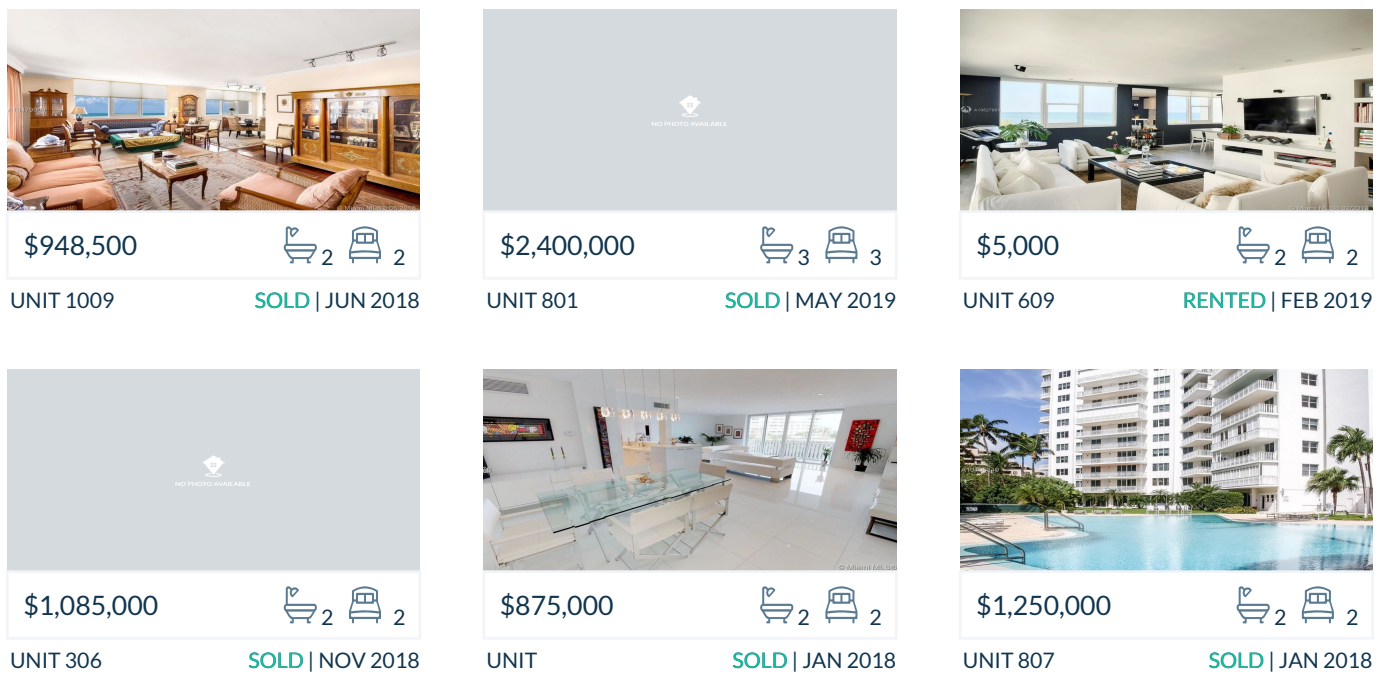 NO PHOTO AVAILABLE
$948,500 2 2
$2,400,000 3 3
$5,000 2 2
UNIT 1009 SOLD | JUN 2018
UNIT 801 SOLD | MAY 2019
UNIT 609 RENTED | FEB 2019
NO PHOTO AVAILABLE
© Miami MLS
$1,085,000 2 2
$875,000 2 2
$1,250,000 2 2
UNIT 306 SOLD | NOV 2018
UNIT SOLD | JAN 2018
UNIT 807 SOLD | JAN 2018